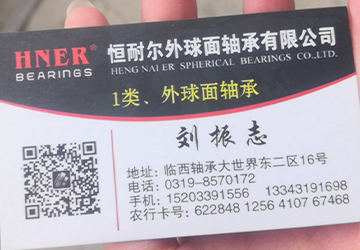 HNER®
BEARINGS
恒耐尔外球面轴承有限公司
HENG NAI ER SPHERICAL BEARINGS CO.,LTD.
1类、外球面轴承
刘振志
地址: 临西轴承大世界东二区16号
电话: 0319-8570172
手机: 15203391556 13343191698
农行卡号: 622848 1256 41076 7468